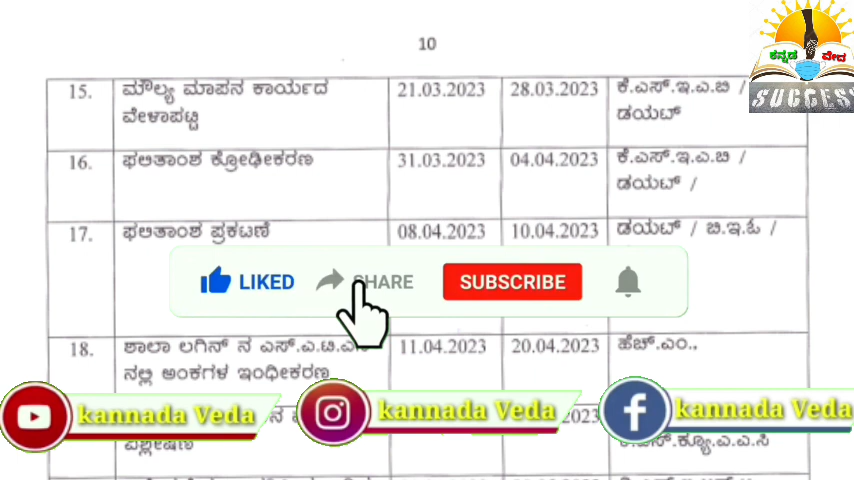 10
ಕನ್ನಡ ವೇದ
SUCCESS
15. ಮೌಲ್ಯ ಮಾಪನ ಕಾರ್ಯದ 21.03.2023 28.03.2023 ಕೆ.ಎಸ್.ಇ.ಎ.ಬಿ /
ವೇಳಾಪಟ್ಟಿ ಡಯಟ್
16. ಫಲಿತಾಂಶ ಕ್ರೋಢೀಕರಣ 31.03.2023 04.04.2023 ಕೆ.ಎಸ್.ಇ.ಎ.ಬಿ /
ಡಯಟ್ /
17. ಫಲಿತಾಂಶ ಪ್ರಕಟಣೆ 08.04.2023 10.04.2023 ಡಯಟ್ / ಬಿ.ಇ.ಓ /
LIKED SHARE SUBSCRIBE
18. ಶಾಲಾ ಲಗಿನ್ ನ ಎಸ್.ಎ.ಟಿ.ಎಸ್ 11.04.2023 20.04.2023 ಹೆಚ್.ಎಂ.,
ನಲ್ಲಿ ಅಂಕಗಳ ಇಂಧೀಕರಣ
kannada Veda kannada Veda kannada Veda
ವಿಶ್ಲೇಷಣೆ ಕೆ.ಎಸ್.ಕ್ಯೂ.ಎ.ಎ.ಸಿ